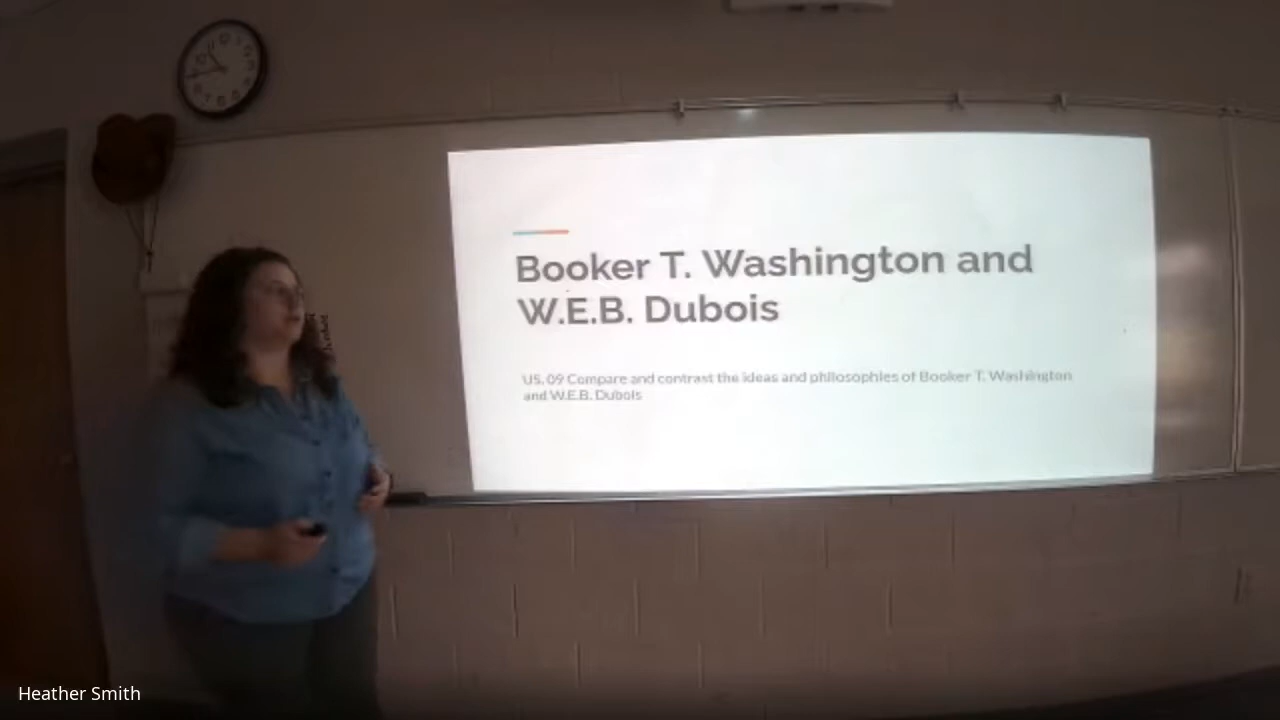 Booker T. Washington and
W.E.B. Dubois
US. 09 Compare and contrast the ideas and philosophies of Booker T. Washington
and W.E.B. Dubois
Heather Smith